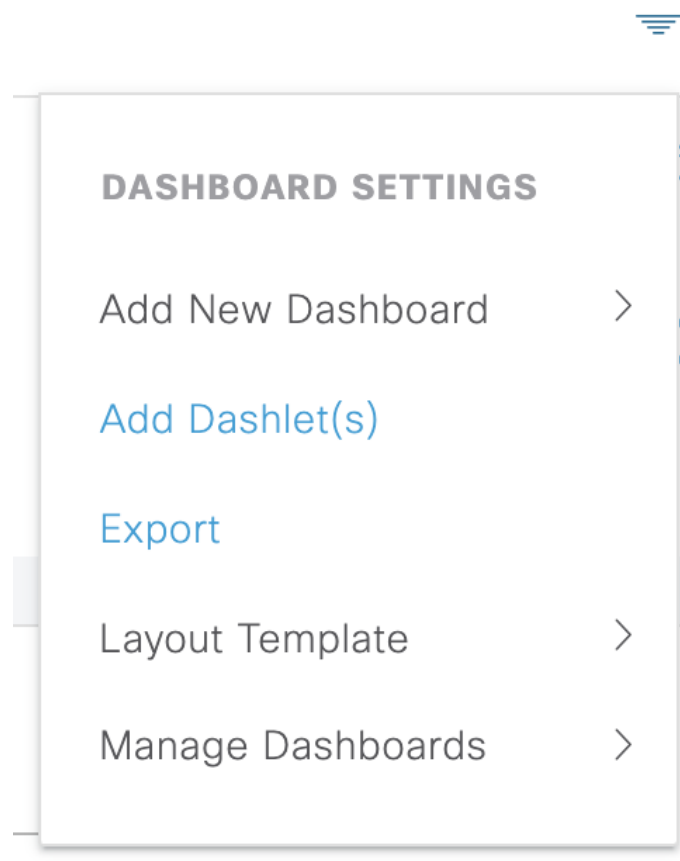 DASHBOARD SETTINGS
Add New Dashboard
Add Dashlet(s)
Export
Layout Template
Manage Dashboards